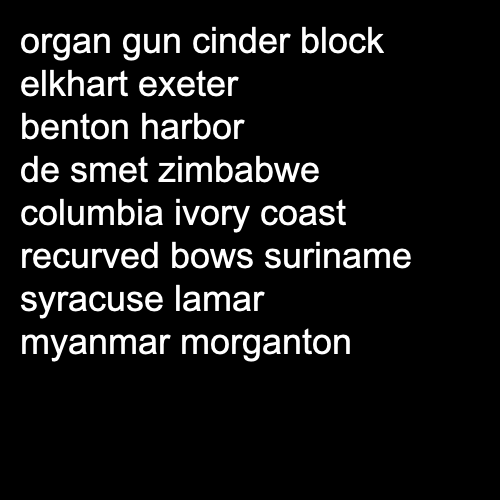 organ gun cinder block
elkhart exeter
benton harbor
de smet zimbabwe
columbia ivory coast
recurved bows suriname
syracuse lamar
myanmar morganton